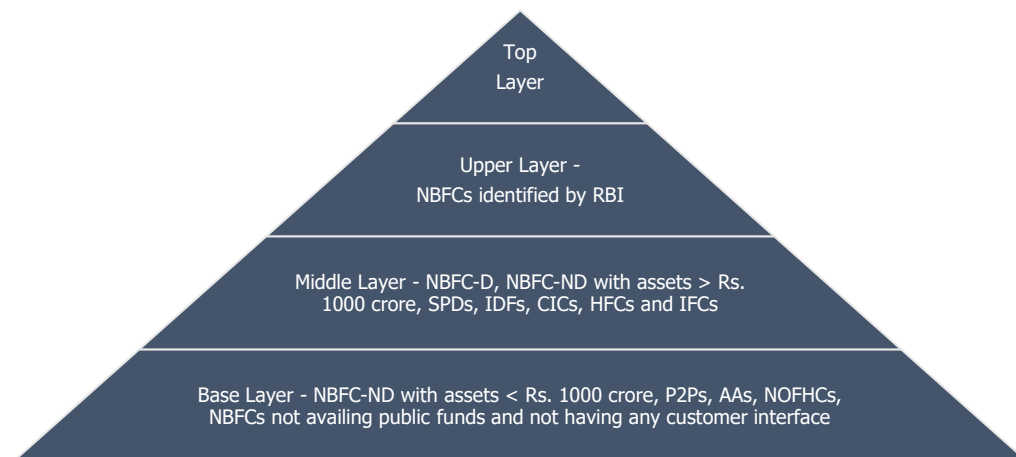 Top
Layer
Upper Layer -
NBFCs identified by RBI
Middle Layer - NBFC-D, NBFC-ND with assets > Rs.
1000 crore, SPDs, IDFs, CICs, HFCs and IFCs
Base Layer - NBFC-ND with assets < Rs. 1000 crore, P2Ps, AAs, NOFHCs,
NBFCs not availing public funds and not having any customer interface